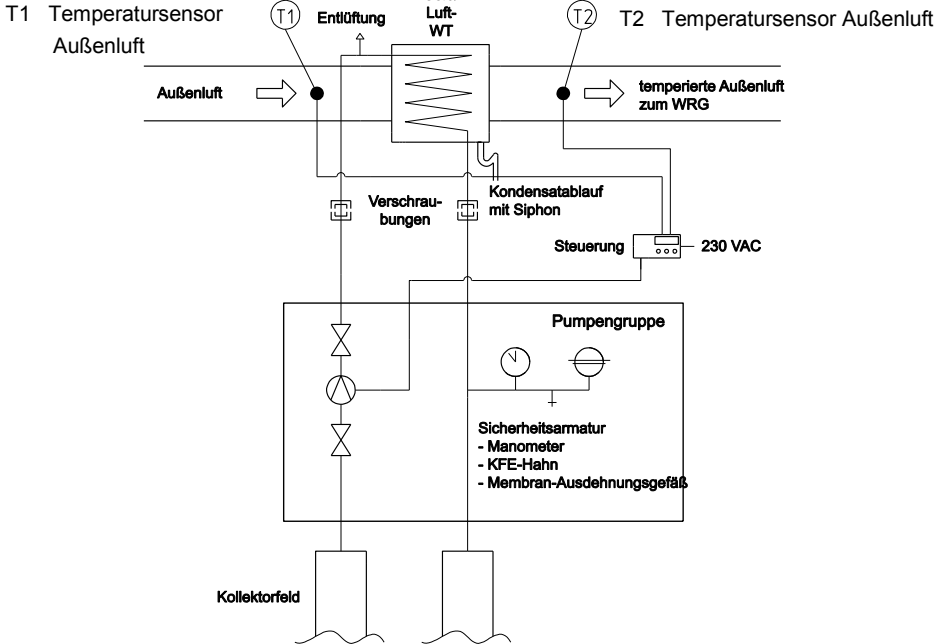 T1 Temperatursensor
Außenluft
T1
Entlüftung
Luft-
WT
T2
T2 Temperatursensor Außenluft
Außenluft
temperierte Außenluft
zum WRG
Verschrau-
bungen
Kondensatablauf
mit Siphon
Steuerung
230 VAC
Pumpengruppe
Sicherheitsarmatur
- Manometer
- KFE-Hahn
- Membran-Ausdehnungsgefäß
Kollektorfeld